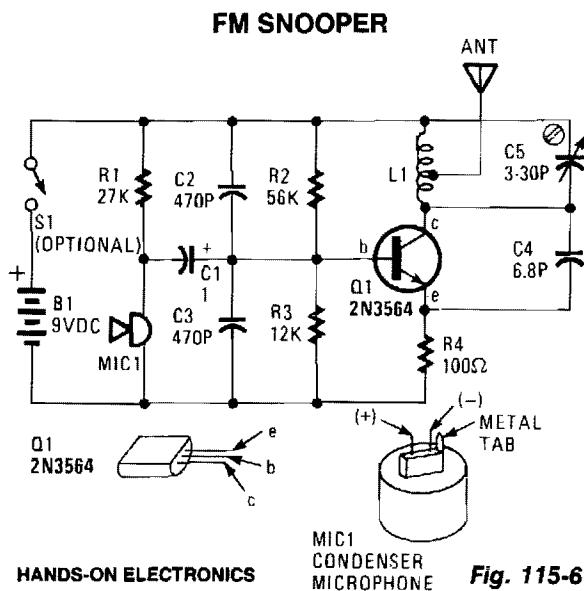 FM SNOOPER
ANT
R1
27K
C2
470P
R2
56K
L1
C5
3-30P
S1
(OPTIONAL)
+
C1
1
b
c
e
Q1
2N3564
C4
6.8P
+
B1
9VDC
MIC1
C3
470P
R3
12K
R4
100Ω
Q1
2N3564
e
b
c
(+)
(-)
METAL
TAB
MIC1
CONDENSER
MICROPHONE
HANDS-ON ELECTRONICS
Fig. 115-6